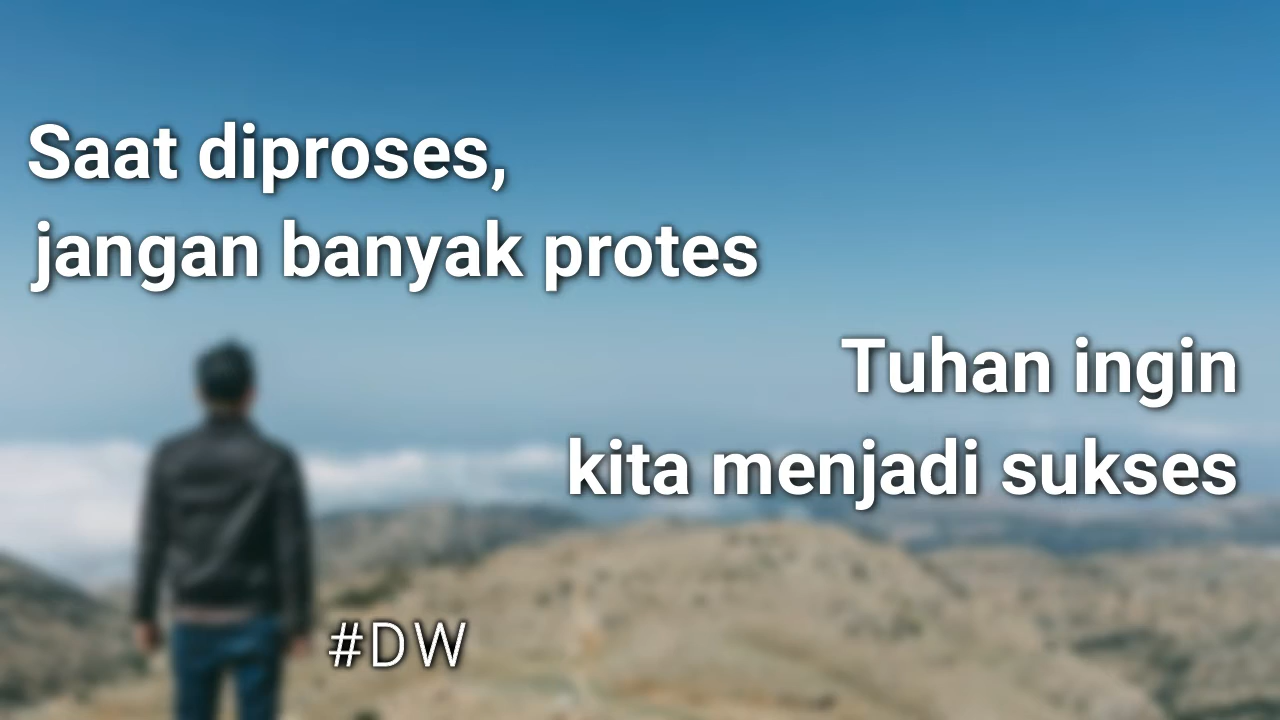 Saat diproses,
jangan banyak protes
Tuhan ingin
kita menjadi sukses
#DW